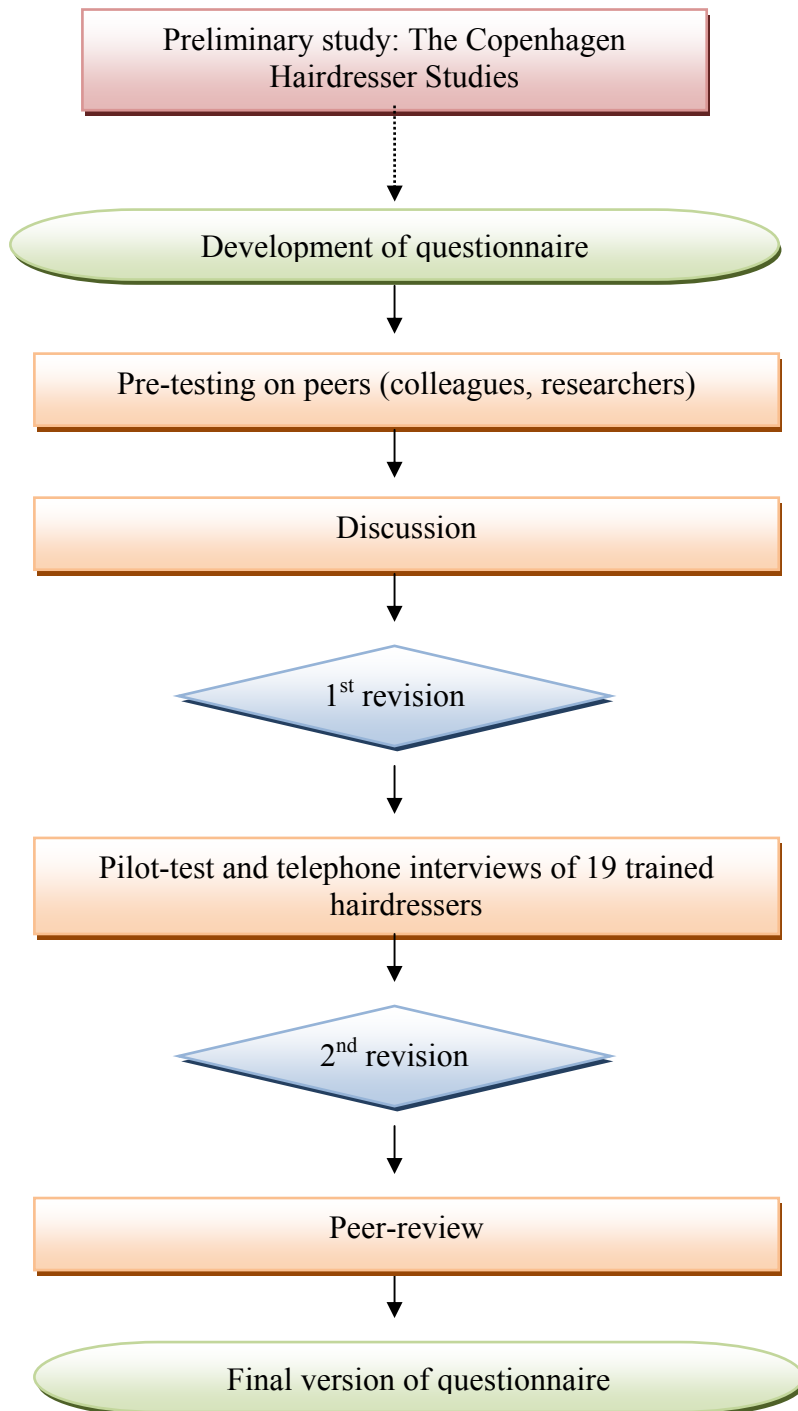 Preliminary study: The Copenhagen
Hairdresser Studies
Development of questionnaire
Pre-testing on peers (colleagues, researchers)
Discussion
1st revision
Pilot-test and telephone interviews of 19 trained
hairdressers
2nd revision
Peer-review
Final version of questionnaire